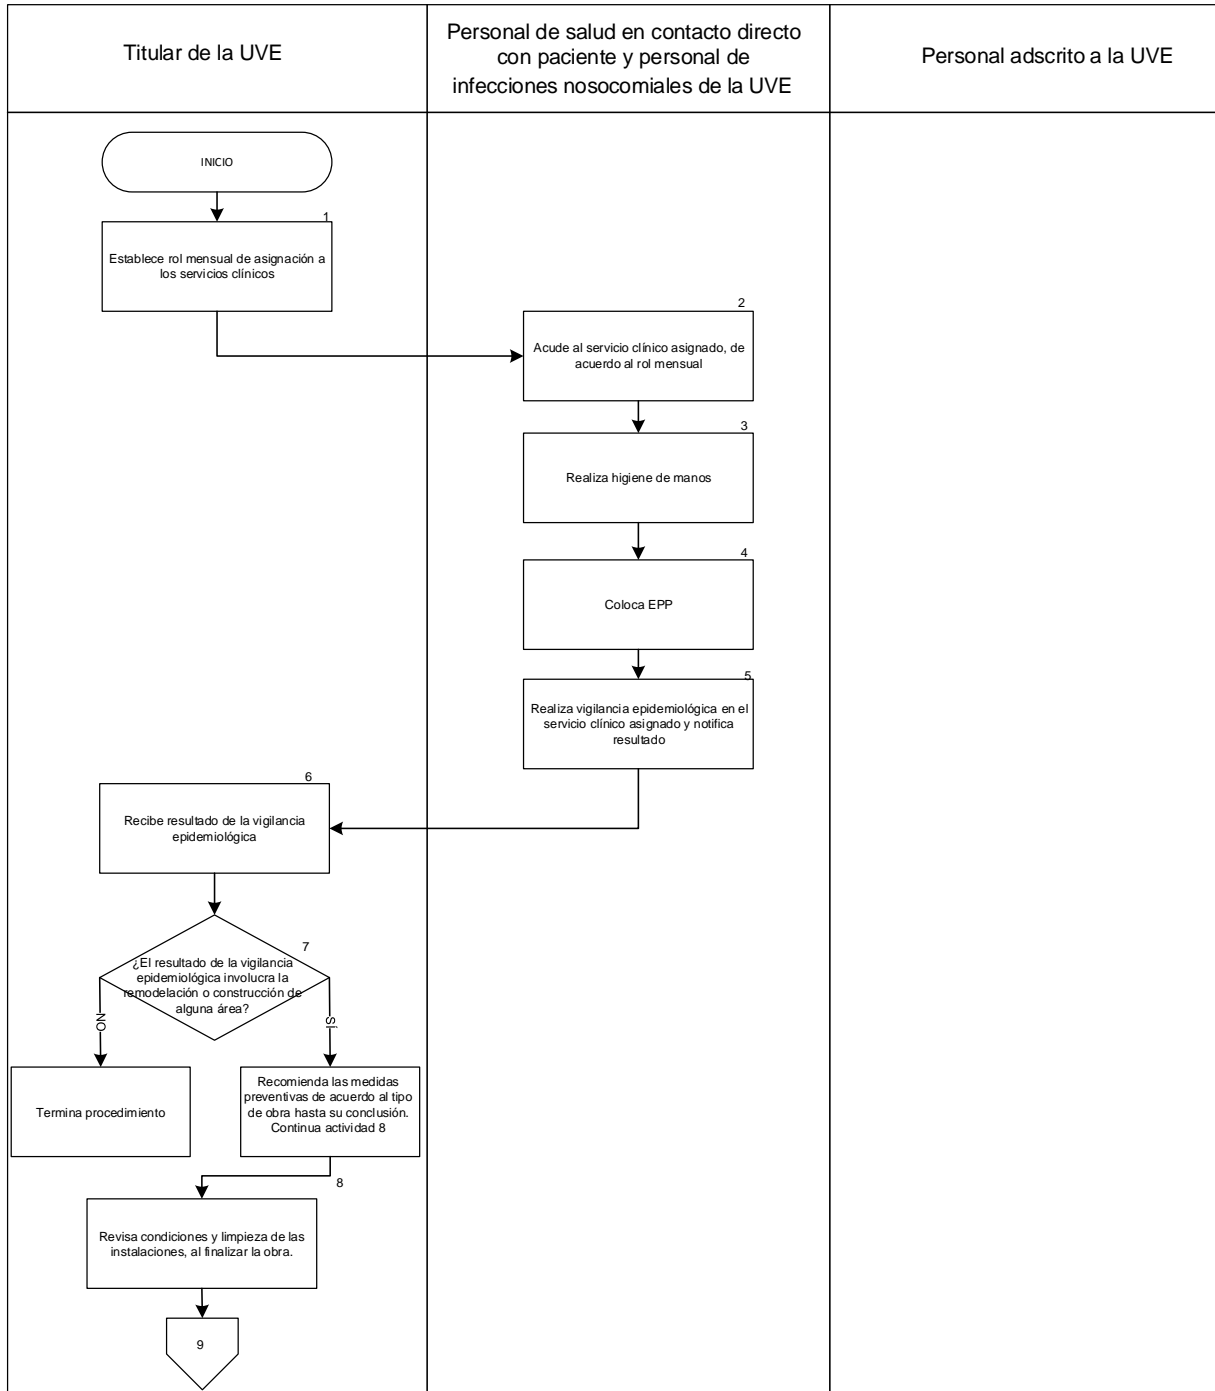 Titular de la UVE
Personal de salud en contacto directo
con paciente y personal de
infecciones nosocomiales de la UVE
Personal adscrito a la UVE
INICIO
1
Establece rol mensual de asignación a
los servicios clínicos
2
Acude al servicio clínico asignado, de
acuerdo al rol mensual
3
Realiza higiene de manos
4
Coloca EPP
5
Realiza vigilancia epidemiológica en el
servicio clínico asignado y notifica
resultado
6
Recibe resultado de la vigilancia
epidemiológica
7
¿El resultado de la vigilancia
epidemiológica involucra la
remodelación o construcción de
alguna área?
NO
SÍ
Termina procedimiento
Recomienda las medidas
preventivas de acuerdo al tipo
de obra hasta su conclusión.
Continua actividad 8
8
Revisa condiciones y limpieza de las
instalaciones, al finalizar la obra.
9